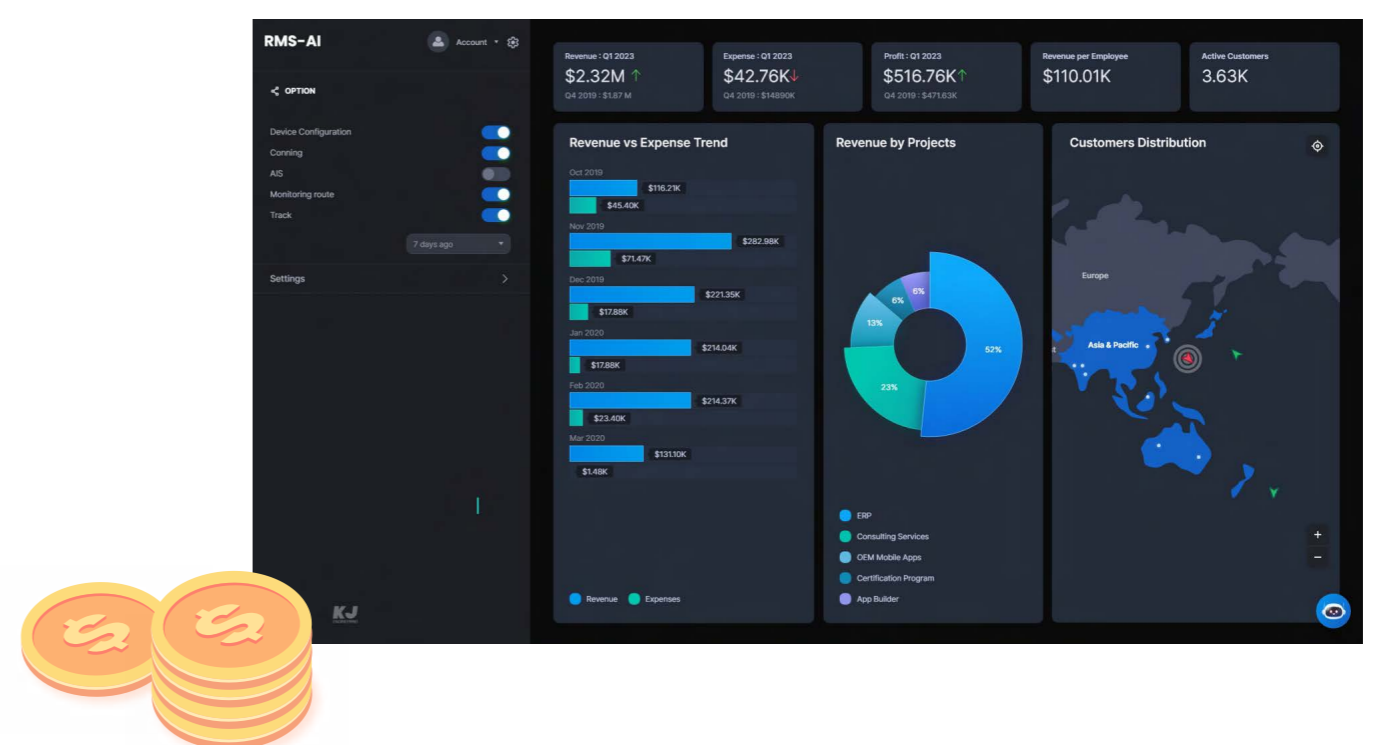 RMS-AI
Account
OPTION
Device Configuration
Conning
AIS
Monitoring route
Track
7 days ago
Settings
KJ
Revenue : Q1 2023
$2.32M
Q4 2019 : $1.87 M
Expense : Q1 2023
$42.76K
Q4 2019 : $14890K
Profit : Q1 2023
$516.76K
Q4 2019 : $471.63K
Revenue per Employee
$110.01K
Active Customers
3.63K
Revenue vs Expense Trend
Oct 2019
$116.21K
$45.40K
Nov 2019
$282.98K
$71.47K
Dec 2019
$221.35K
$17.88K
Jan 2020
$214.04K
$17.88K
Feb 2020
$214.37K
$23.40K
Mar 2020
$131.10K
$1.48K
Revenue
Expenses
Revenue by Projects
6%
6%
13%
52%
23%
ERP
Consulting Services
OEM Mobile Apps
Certification Program
App Builder
Customers Distribution
Europe
Asia & Pacific
+
−
$
$